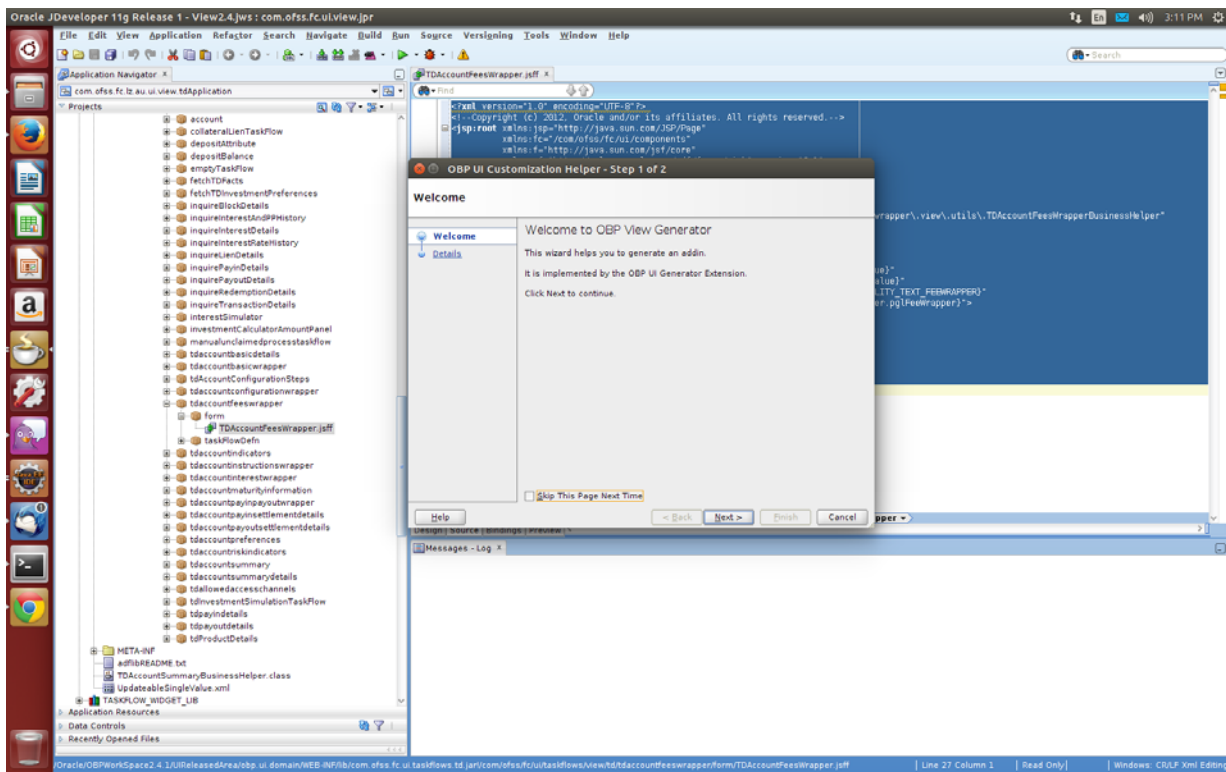 Oracle JDeveloper 11g Release 1 - View2.4.jws : com.ofss.fc.ui.view.jpr
En
3:11 PM
File Edit View Application Refactor Search Navigate Build Run Source Versioning Tools Window Help
Search
Application Navigator
TDAccountFeesWrapper.jsff
com.ofss.fc.lz.au.ui.view.tdApplication
Find
Projects
<?xml version="1.0" encoding="UTF-8"?>
<!--Copyright (c) 2012, Oracle and/or its affiliates. All rights reserved.-->
<jsp:root xmlns:jsp="http://java.sun.com/JSP/Page"
xmlns:fc="/com/ofss/fc/ui/components"
xmlns:f="http://java.sun.com/jsf/core"
account
collateralLienTaskFlow
depositAttribute
depositBalance
emptyTaskFlow
fetchTDFacts
fetchTDInvestmentPreferences
inquireBlockDetails
inquireInterestAndPPHistory
inquireInterestDetails
inquireInterestRateHistory
inquireLienDetails
inquirePayinDetails
inquirePayoutDetails
inquireRedemptionDetails
inquireTransactionDetails
interestSimulator
investmentCalculatorAmountPanel
manualunclaimedprocesstaskflow
tdaccountbasicdetails
tdaccountbasicwrapper
tdAccountConfigurationSteps
tdaccountconfigurationwrapper
tdaccountfeeswrapper
form
TDAccountFeesWrapper.jsff
taskFlowDefn
tdaccountindicators
tdaccountinstructionswrapper
tdaccountinterestwrapper
tdaccountmaturityinformation
tdaccountpayinpayoutwrapper
tdaccountpayinsettlementdetails
tdaccountpayoutsettlementdetails
tdaccountpreferences
tdaccountriskindicators
tdaccountsummary
tdaccountsummarydetails
tdallowedaccesschannels
tdInvestmentSimulationTaskFlow
tdpayindetails
tdpayoutdetails
tdProductDetails
META-INF
adflibREADME.txt
TDAccountSummaryBusinessHelper.class
UpdateableSingleValue.xml
TASKFLOW_WIDGET_LIB
Application Resources
Data Controls
Recently Opened Files
OBP UI Customization Helper - Step 1 of 2
Welcome
Welcome
Details
Welcome to OBP View Generator
This wizard helps you to generate an addin.
It is implemented by the OBP UI Generator Extension.
Click Next to continue.
Skip This Page Next Time
Help
< Back
Next >
Finish
Cancel
wrapper\.view\.utils\.TDAccountFeesWrapperBusinessHelper"
ue}"
alue}"
LITY_TEXT_FEEWRAPPER}"
er.pglFeeWrapper}">
pper
Design Source Bindings Preview
Messages - Log
/Oracle/OBPWorkSpace2.4.1/UIReleasedArea/obp.ui.domain/WEB-INF/lib/com.ofss.fc.ui.taskflows.td.jar!/com/ofss/fc/ui/taskflows/view/td/tdaccountfeeswrapper/form/TDAccountFeesWrapper.jsff
Line 27 Column 1
Read Only
Windows: CR/LF Xml Editing